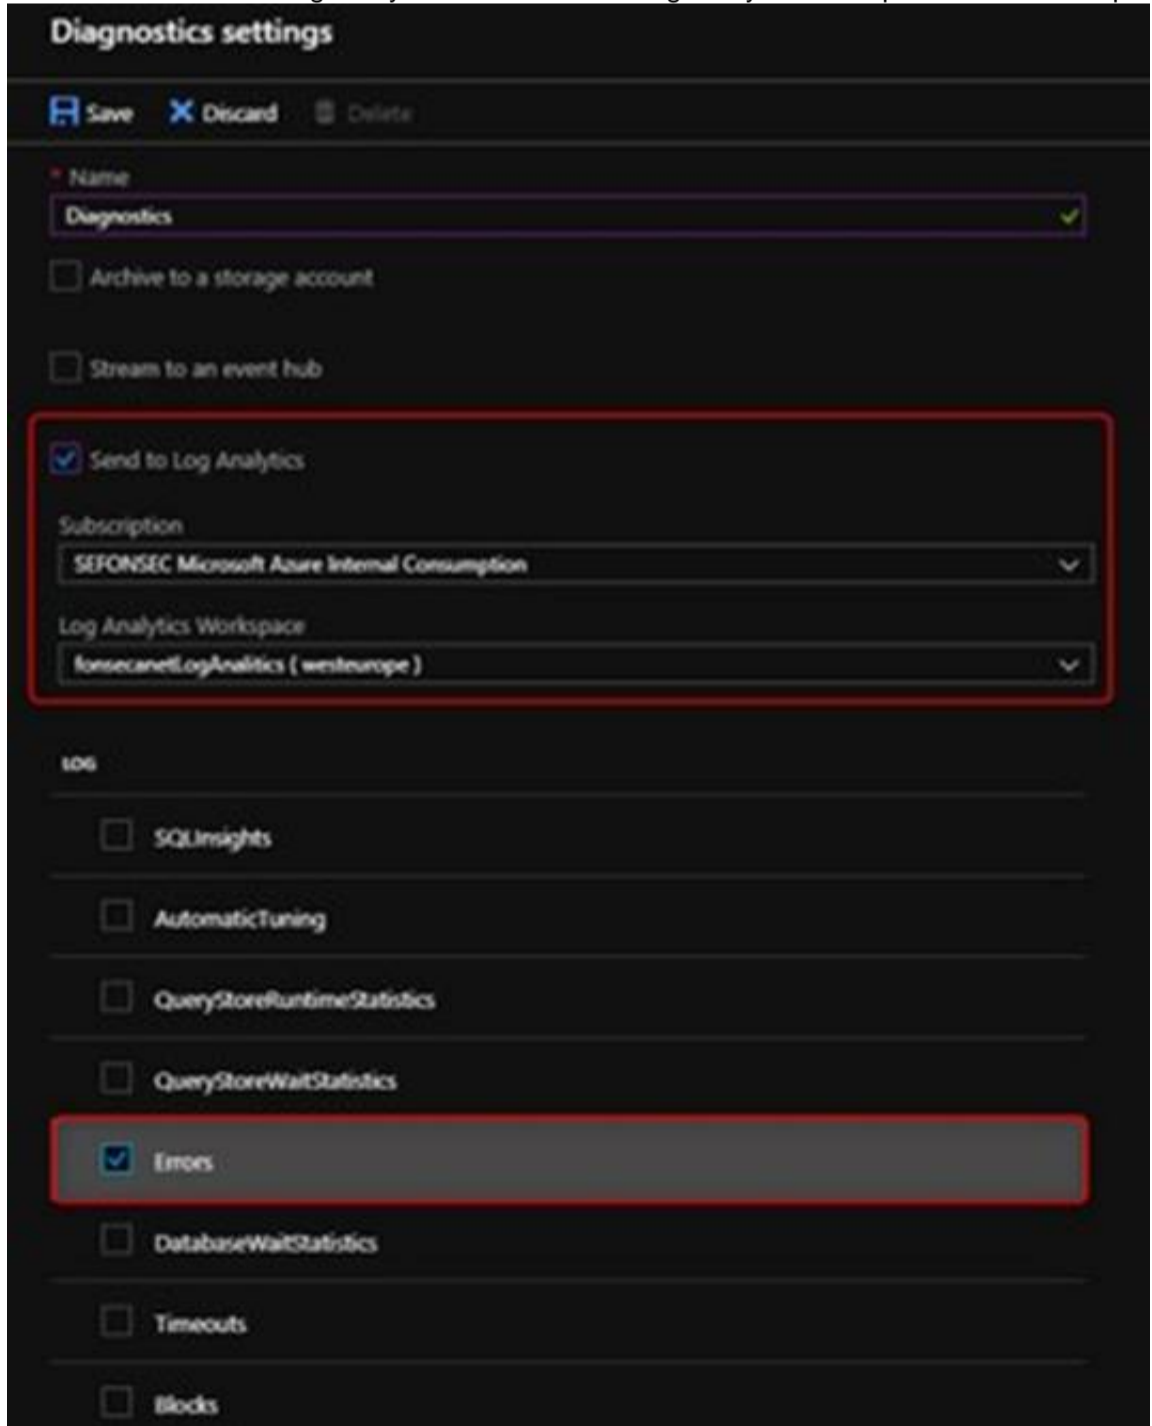 Diagnostics settings
Save Discard Delete
* Name
Diagnostics
Archive to a storage account
Stream to an event hub
Send to Log Analytics
Subscription
SEFONSEC Microsoft Azure Internal Consumption
Log Analytics Workspace
fonsecanetLogAnalitics ( westeurope )
LOG
SQLInsights
AutomaticTuning
QueryStoreRuntimeStatistics
QueryStoreWaitStatistics
Errors
DatabaseWaitStatistics
Timeouts
Blocks